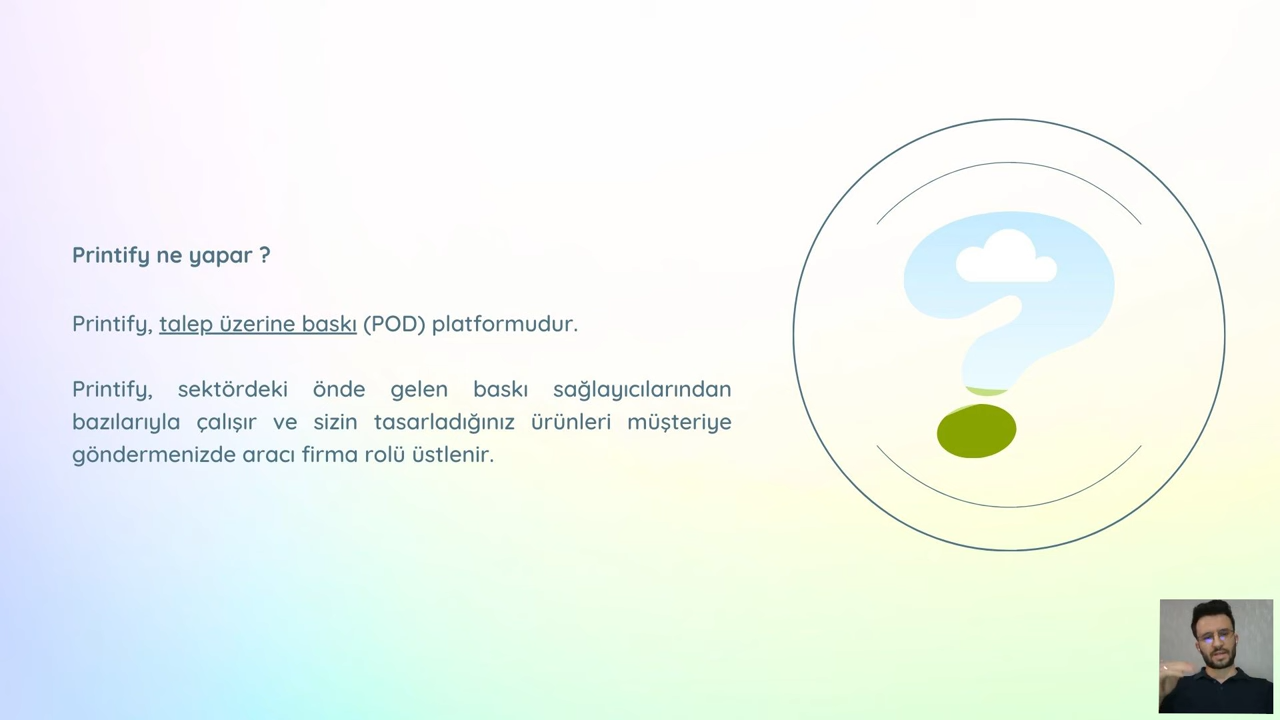 Printify ne yapar ?
Printify, talep üzerine baskı (POD) platformudur.
Printify, sektördeki önde gelen baskı sağlayıcılarından
bazılarıyla çalışır ve sizin tasarladığınız ürünleri müşteriye
göndermenizde aracı firma rolü üstlenir.